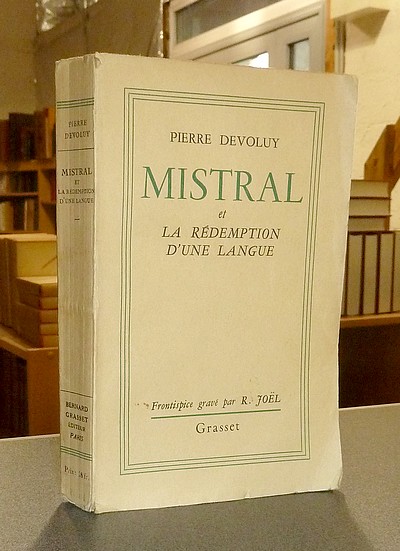 PIERRE
DEVOLUY
MISTRAL
ET
LA RÉDEMPTION
D'UNE LANGUE
BERNARD
GRASSET
ÉDITEUR
PARIS
PIERRE DEVOLUY
MISTRAL
et
LA RÉDEMPTION
D'UNE LANGUE
Frontispice gravé par R. JOËL
Grasset